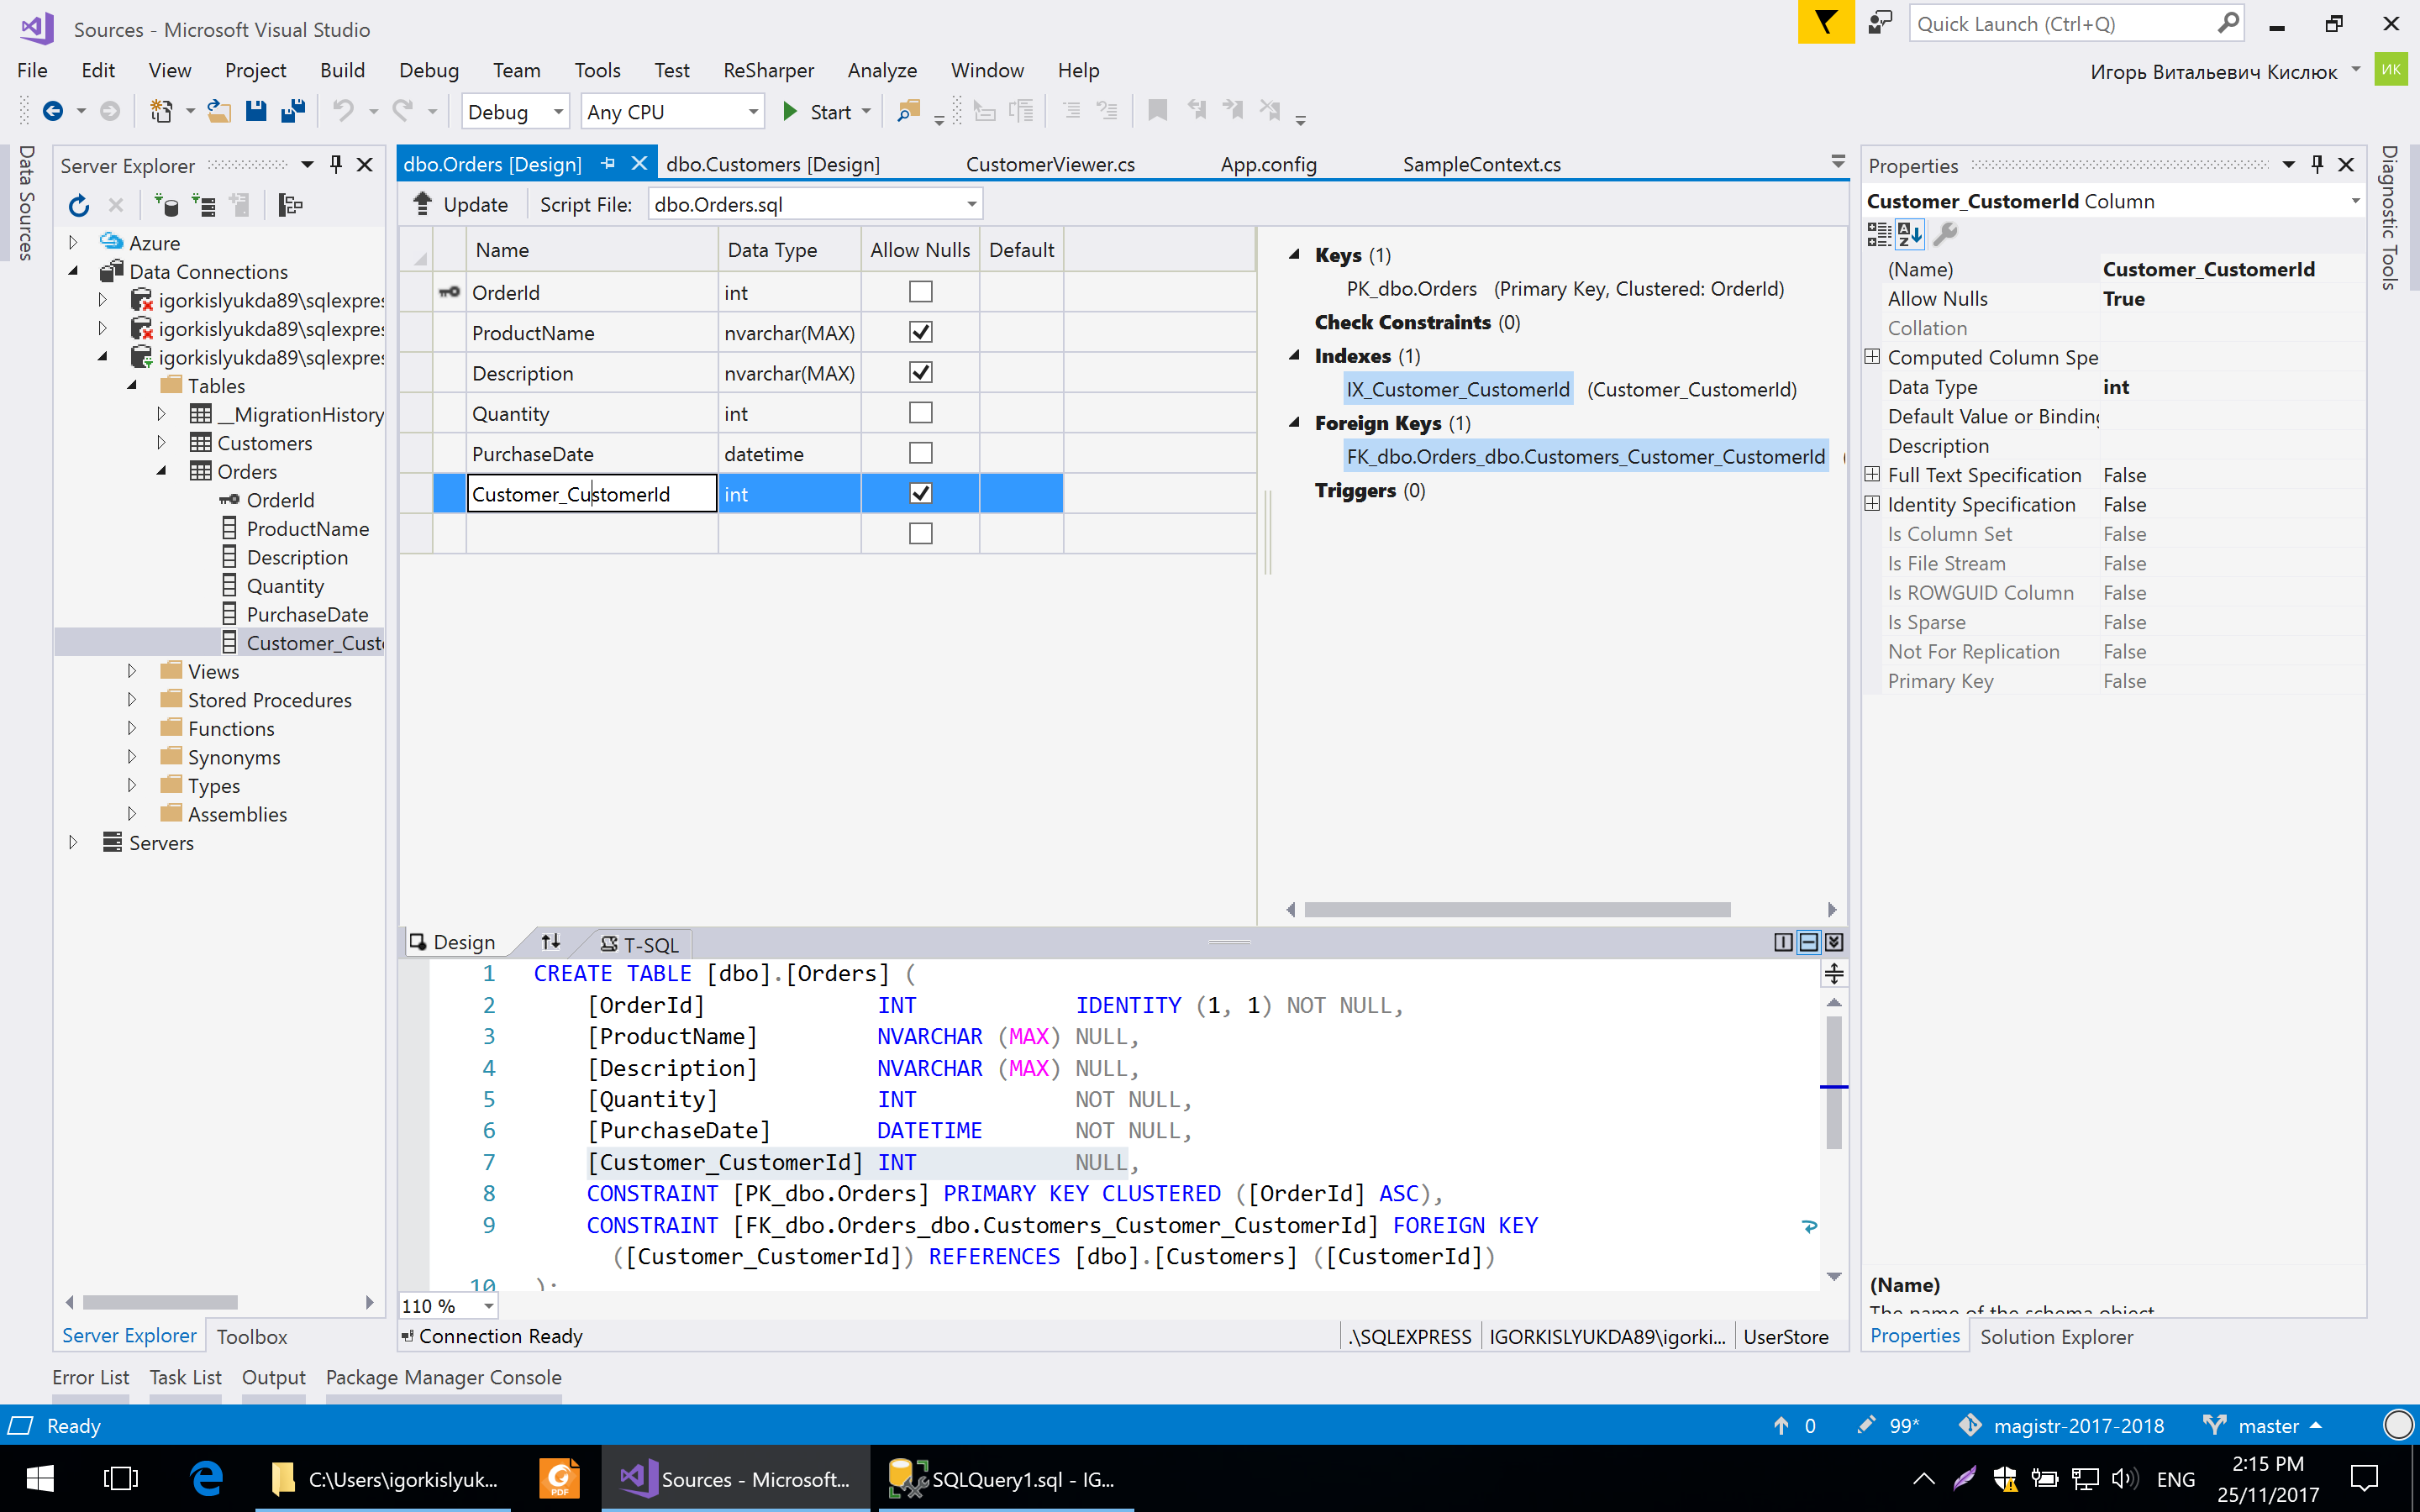 Sources - Microsoft Visual Studio
Quick Launch (Ctrl+Q)
File Edit View Project Build Debug Team Tools Test ReSharper Analyze Window Help
Игорь Витальевич Кислюк ИК
Debug Any CPU Start
Data Sources
Server Explorer
Azure
Data Connections
igorkislyukda89\sqlexpres
igorkislyukda89\sqlexpres
igorkislyukda89\sqlexpres
Tables
__MigrationHistory
Customers
Orders
OrderId
ProductName
Description
Quantity
PurchaseDate
Customer_Cust
Views
Stored Procedures
Functions
Synonyms
Types
Assemblies
Servers
Server Explorer Toolbox
dbo.Orders [Design] dbo.Customers [Design] CustomerViewer.cs App.config SampleContext.cs
Update Script File: dbo.Orders.sql
Name Data Type Allow Nulls Default
OrderId int
ProductName nvarchar(MAX)
Description nvarchar(MAX)
Quantity int
PurchaseDate datetime
Customer_CustomerId int
Keys (1)
PK_dbo.Orders (Primary Key, Clustered: OrderId)
Check Constraints (0)
Indexes (1)
IX_Customer_CustomerId (Customer_CustomerId)
Foreign Keys (1)
FK_dbo.Orders_dbo.Customers_Customer_CustomerId (
Triggers (0)
Design T-SQL
1 CREATE TABLE [dbo].[Orders] (
2 [OrderId] INT IDENTITY (1, 1) NOT NULL,
3 [ProductName] NVARCHAR (MAX) NULL,
4 [Description] NVARCHAR (MAX) NULL,
5 [Quantity] INT NOT NULL,
6 [PurchaseDate] DATETIME NOT NULL,
7 [Customer_CustomerId] INT NULL,
8 CONSTRAINT [PK_dbo.Orders] PRIMARY KEY CLUSTERED ([OrderId] ASC),
9 CONSTRAINT [FK_dbo.Orders_dbo.Customers_Customer_CustomerId] FOREIGN KEY
([Customer_CustomerId]) REFERENCES [dbo].[Customers] ([CustomerId])
10 );
110 %
Connection Ready .\SQLEXPRESS IGORKISLYUKDA89\igorki... UserStore
Properties
Customer_CustomerId Column
(Name) Customer_CustomerId
Allow Nulls True
Collation
Computed Column Spe
Data Type int
Default Value or Binding
Description
Full Text Specification False
Identity Specification False
Is Column Set False
Is File Stream False
Is ROWGUID Column False
Is Sparse False
Not For Replication False
Primary Key False
(Name)
The name of the schema object
Properties Solution Explorer
Diagnostic Tools
Error List Task List Output Package Manager Console
Ready 0 99* magistr-2017-2018 master
C:\Users\igorkislyuk... PDF Sources - Microsoft... SQLQuery1.sql - IG... ENG 2:15 PM
25/11/2017